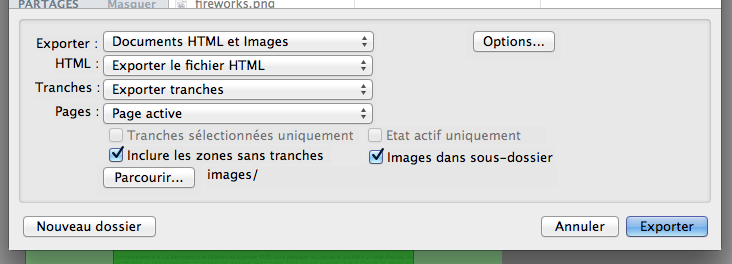 PARTAGES Masquer fireworks.png
Exporter : Documents HTML et Images Options...
HTML : Exporter le fichier HTML
Tranches : Exporter tranches
Pages : Page active
Tranches sélectionnées uniquement Etat actif uniquement
Inclure les zones sans tranches Images dans sous-dossier
Parcourir... images/
Nouveau dossier Annuler Exporter